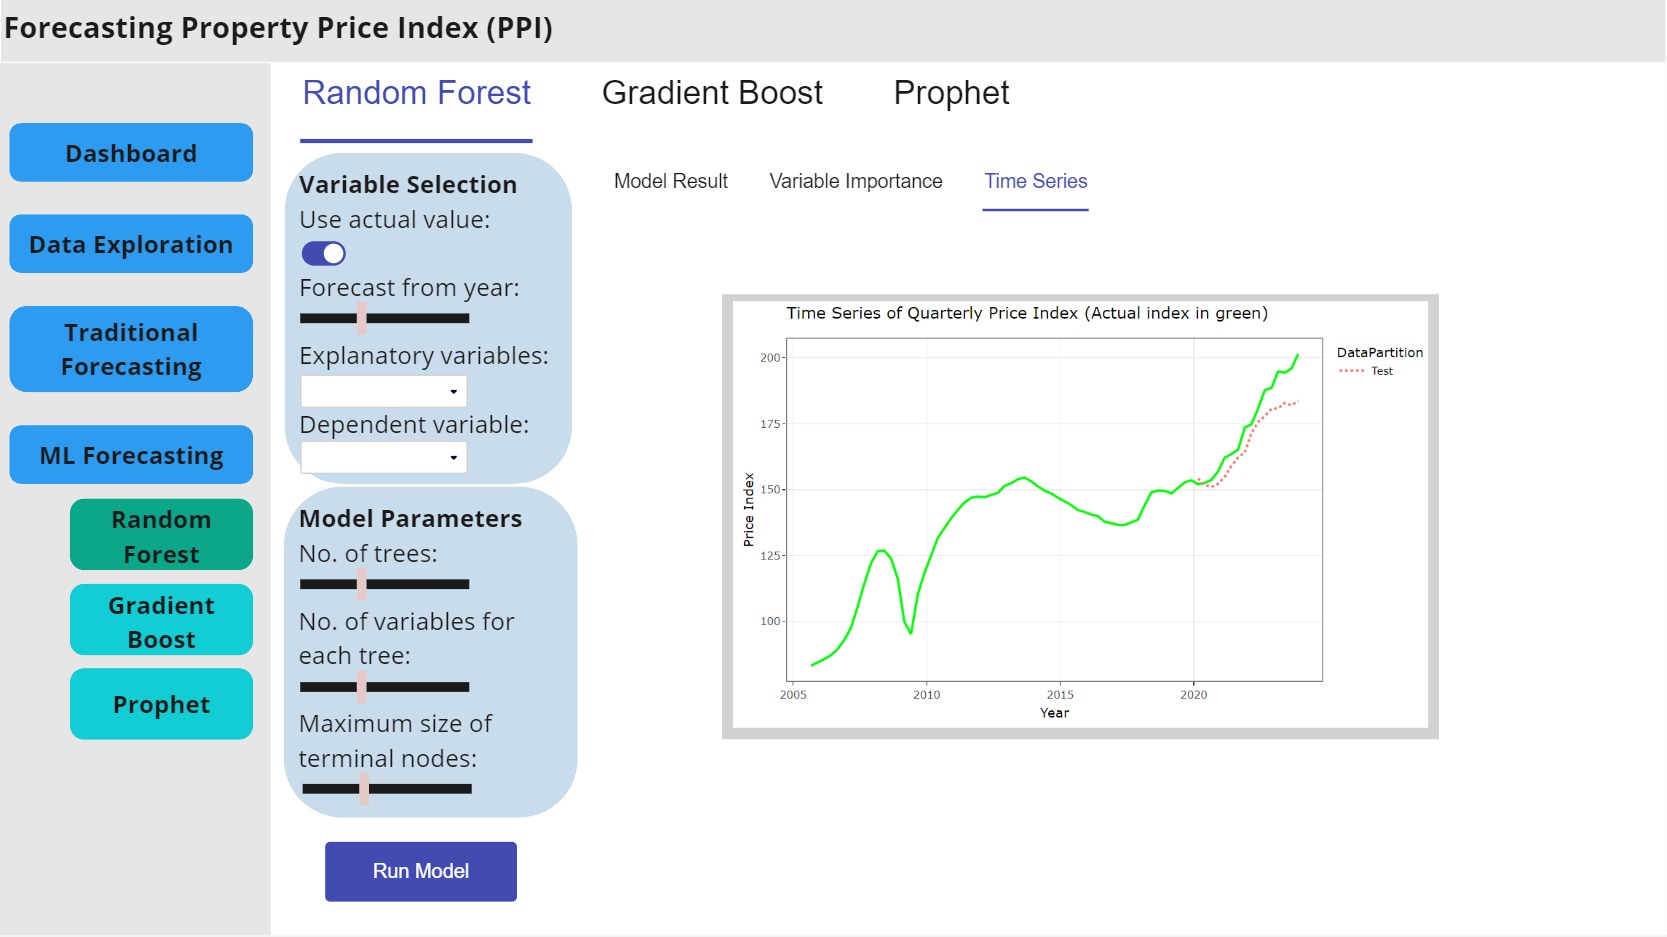 Forecasting Property Price Index (PPI)
Dashboard
Data Exploration
Traditional
Forecasting
ML Forecasting
Random
Forest
Gradient
Boost
Prophet
Random Forest
Gradient Boost
Prophet
Variable Selection
Use actual value:
Forecast from year:
Explanatory variables:
Dependent variable:
Model Parameters
No. of trees:
No. of variables for
each tree:
Maximum size of
terminal nodes:
Run Model
Model Result
Variable Importance
Time Series
Time Series of Quarterly Price Index (Actual index in green)
Price Index
200
175
150
125
100
2005
2010
2015
2020
Year
DataPartition
Test